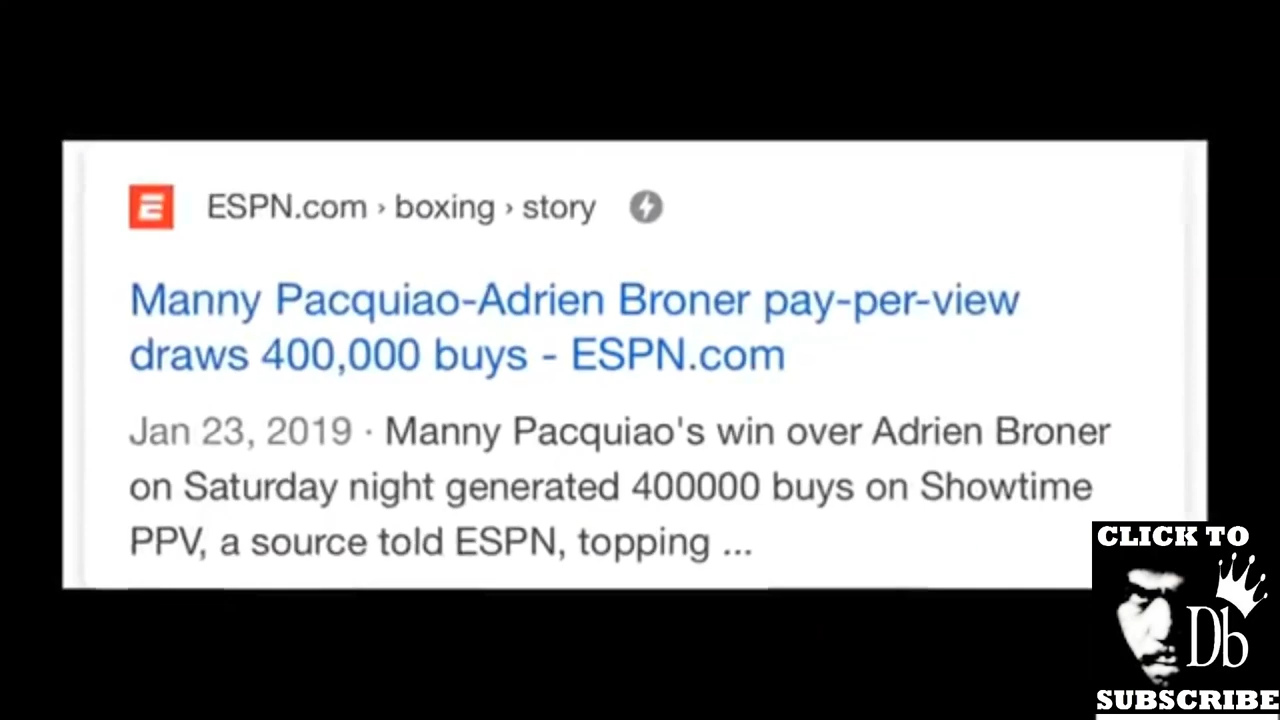 ESPN.com › boxing › story
Manny Pacquiao-Adrien Broner pay-per-view
draws 400,000 buys - ESPN.com
Jan 23, 2019 · Manny Pacquiao's win over Adrien Broner
on Saturday night generated 400000 buys on Showtime
PPV, a source told ESPN, topping ...
CLICK TO
Db
SUBSCRIBE